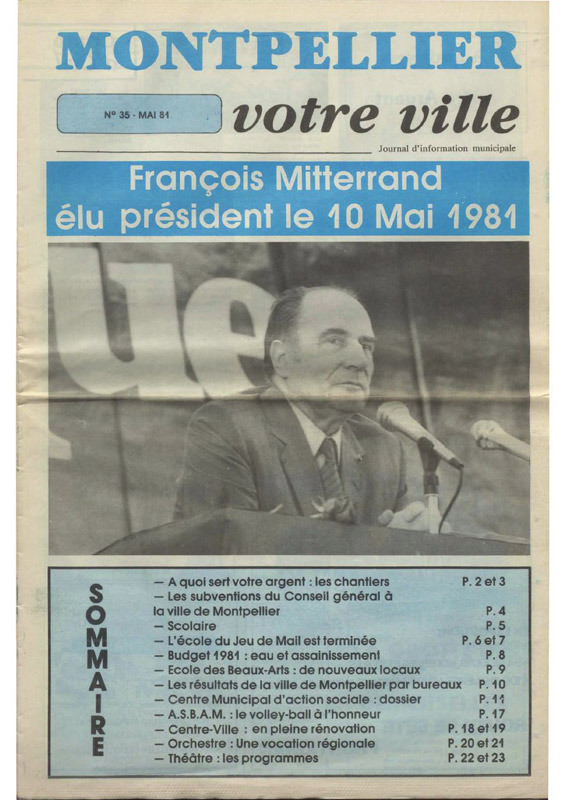 MONTPELLIER
N° 35 - MAI 81
votre ville
Journal d'information municipale
François Mitterrand
élu président le 10 Mai 1981
ue
SOMMAIRE
— A quoi sert votre argent : les chantiers P. 2 et 3
— Les subventions du Conseil général à
la ville de Montpellier P. 4
— Scolaire P. 5
— L'école du Jeu de Mail est terminée P. 6 et 7
— Budget 1981 : eau et assainissement P. 8
— Ecole des Beaux-Arts : de nouveaux locaux P. 9
— Les résultats de la ville de Montpellier par bureaux P. 10
— Centre Municipal d'action sociale : dossier P. 11
— A.S.B.A.M. : le volley-ball à l'honneur P. 17
— Centre-Ville : en pleine rénovation P. 18 et 19
— Orchestre : Une vocation régionale P. 20 et 21
— Théâtre : les programmes P. 22 et 23